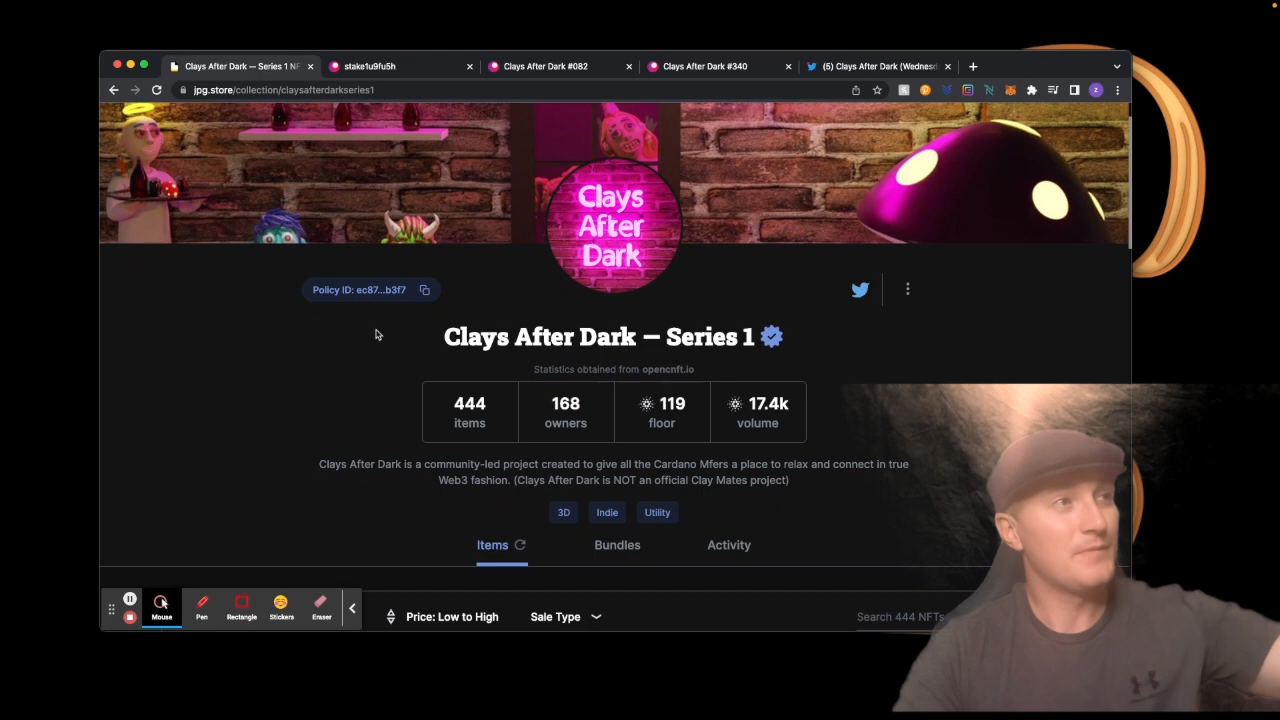 Clays After Dark — Series 1 NF
stake1u9fu5h
Clays After Dark #082
Clays After Dark #340
(5) Clays After Dark (Wednesd
jpg.store/collection/claysafterdarkseries1
z
Clays
After
Dark
Policy ID: ec87...b3f7
Clays After Dark — Series 1
Statistics obtained from opencnft.io
444 168 119 17.4k
items owners floor volume
Clays After Dark is a community-led project created to give all the Cardano Mfers a place to relax and connect in true
Web3 fashion. (Clays After Dark is NOT an official Clay Mates project)
3D Indie Utility
Items Bundles Activity
Mouse Pen Rectangle Stickers Eraser
Price: Low to High Sale Type Search 444 NFTs